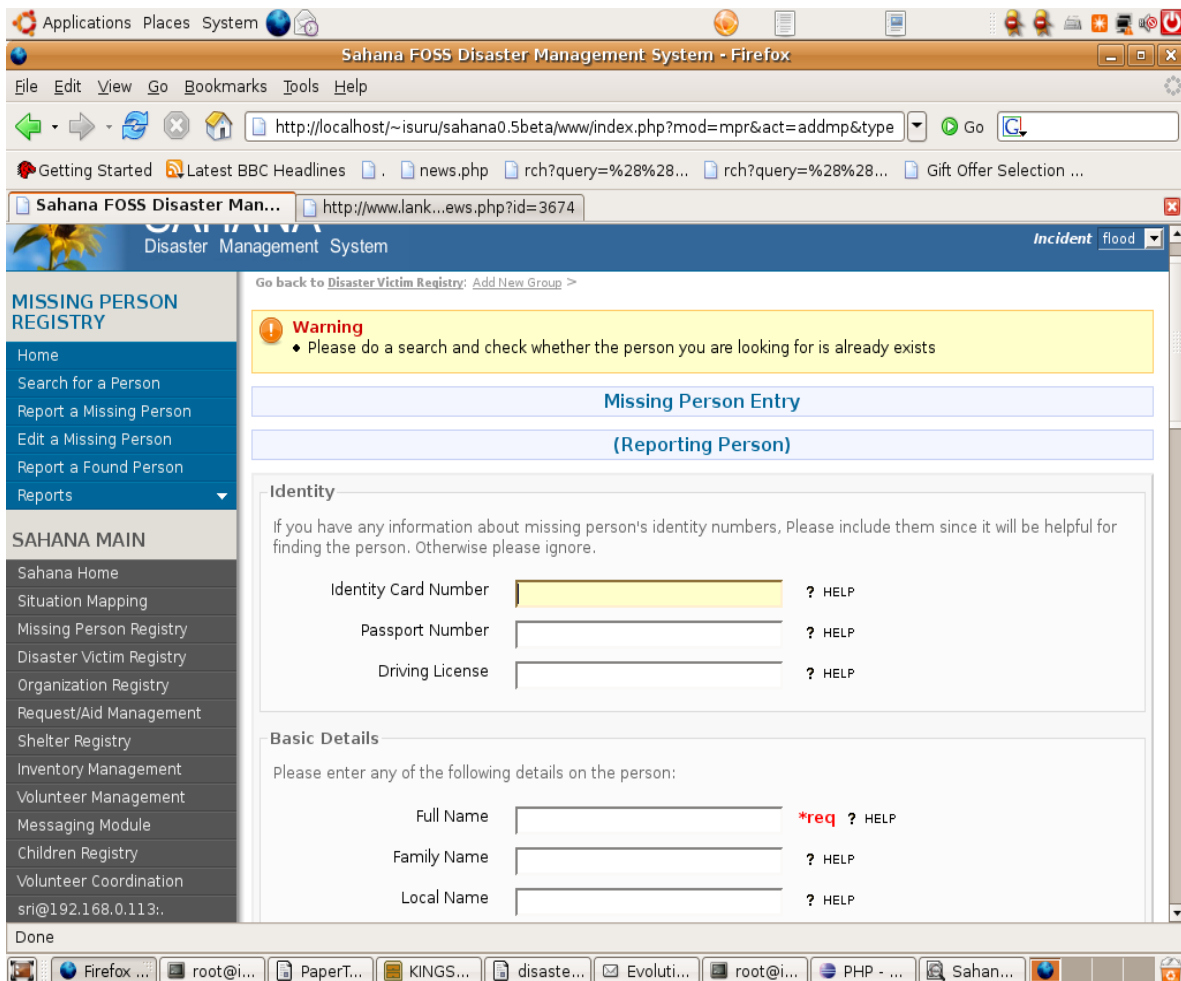 Applications Places System
Sahana FOSS Disaster Management System - Firefox
File Edit View Go Bookmarks Tools Help
http://localhost/~isuru/sahana0.5beta/www/index.php?mod=mpr&act=addmp&type Go G
Getting Started Latest BBC Headlines . news.php rch?query=%28%28... rch?query=%28%28... Gift Offer Selection ...
Sahana FOSS Disaster Man... http://www.lank...ews.php?id=3674
Disaster Management System
Incident flood
MISSING PERSON
REGISTRY
Home
Search for a Person
Report a Missing Person
Edit a Missing Person
Report a Found Person
Reports
SAHANA MAIN
Sahana Home
Situation Mapping
Missing Person Registry
Disaster Victim Registry
Organization Registry
Request/Aid Management
Shelter Registry
Inventory Management
Volunteer Management
Messaging Module
Children Registry
Volunteer Coordination
sri@192.168.0.113:.
Go back to Disaster Victim Registry: Add New Group >
Warning
• Please do a search and check whether the person you are looking for is already exists
Missing Person Entry
(Reporting Person)
Identity
If you have any information about missing person's identity numbers, Please include them since it will be helpful for
finding the person. Otherwise please ignore.
Identity Card Number ? HELP
Passport Number ? HELP
Driving License ? HELP
Basic Details
Please enter any of the following details on the person:
Full Name *req ? HELP
Family Name ? HELP
Local Name ? HELP
Done
Firefox ... root@i... PaperT... KINGS... disaste... Evoluti... root@i... PHP - ... Sahan...